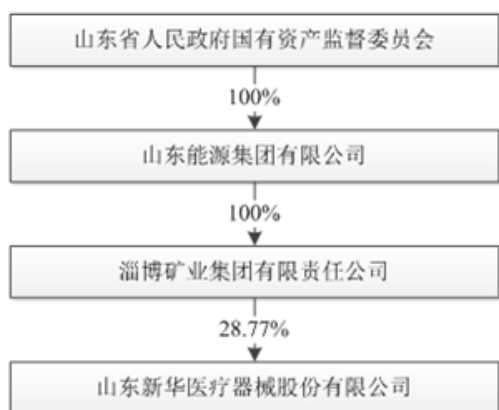 山东省人民政府国有资产监督委员会
100%
山东能源集团有限公司
100%
淄博矿业集团有限责任公司
28.77%
山东新华医疗器械股份有限公司